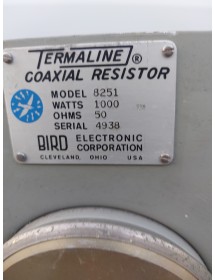 TERMALINE®
COAXIAL RESISTOR
MODEL 8251
WATTS 1000
OHMS 50
SERIAL 4938
BIRD ELECTRONIC
CORPORATION
CLEVELAND, OHIO USA